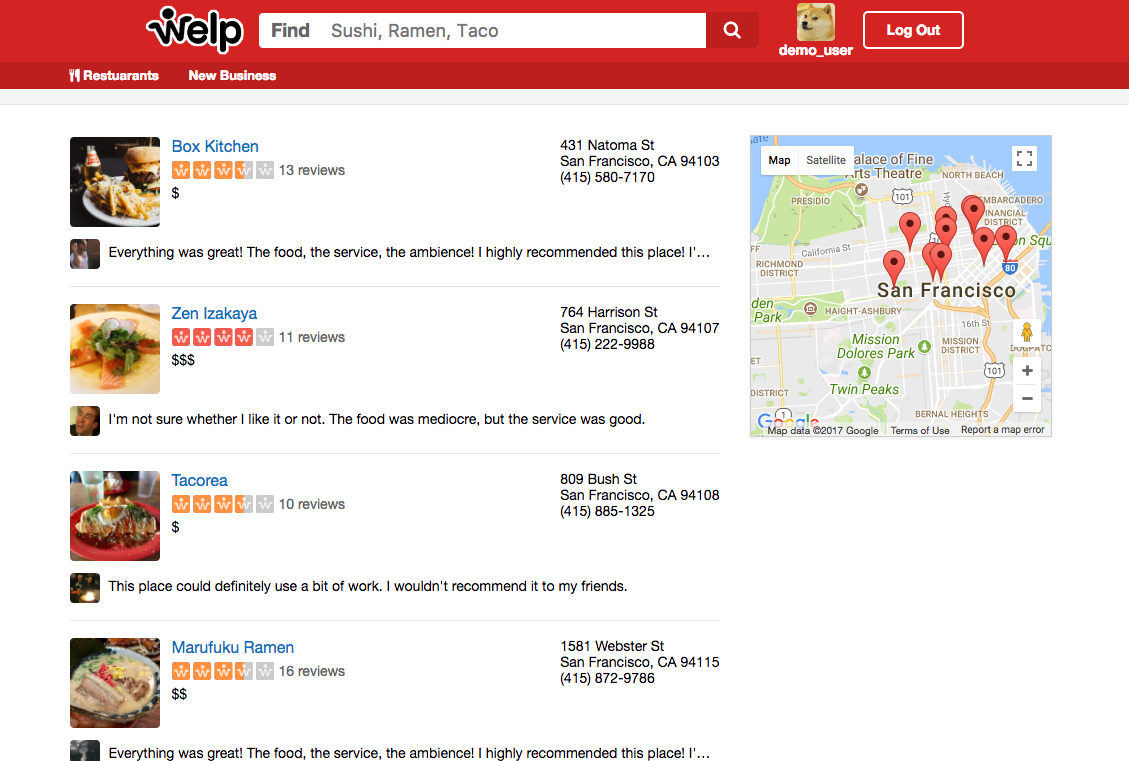 welp
Find Sushi, Ramen, Taco
demo_user
Log Out
Restuarants New Business
Box Kitchen
13 reviews
$
431 Natoma St
San Francisco, CA 94103
(415) 580-7170
Everything was great! The food, the service, the ambience! I highly recommended this place! I'...
Zen Izakaya
11 reviews
$$$
764 Harrison St
San Francisco, CA 94107
(415) 222-9988
I'm not sure whether I like it or not. The food was mediocre, but the service was good.
Tacorea
10 reviews
$
809 Bush St
San Francisco, CA 94108
(415) 885-1325
This place could definitely use a bit of work. I wouldn't recommend it to my friends.
Marufuku Ramen
16 reviews
$$
1581 Webster St
San Francisco, CA 94115
(415) 872-9786
Everything was great! The food, the service, the ambience! I highly recommended this place! I'...
Map Satellite
alace of Fine
Arts Theatre
NORTH BEACH
PRESIDIO
101
EMBARCADERO
FINANCIAL
DISTRICT
California St
on Squ
RICHMOND
DISTRICT
80
San Francisco
den
Park
HAIGHT-ASHBURY
16th St
Mission
Dolores Park
MISSION
DISTRICT
DOGPATC
101
Twin Peaks
+
DISTRICT
−
1
BERNAL HEIGHTS
Google
Map data ©2017 Google Terms of Use Report a map error